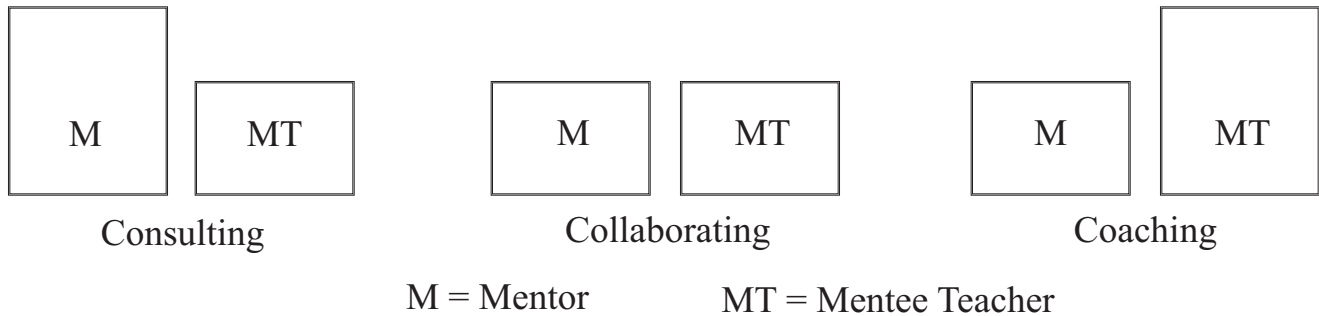 M MT M MT M MT
Consulting Collaborating Coaching
M = Mentor MT = Mentee Teacher